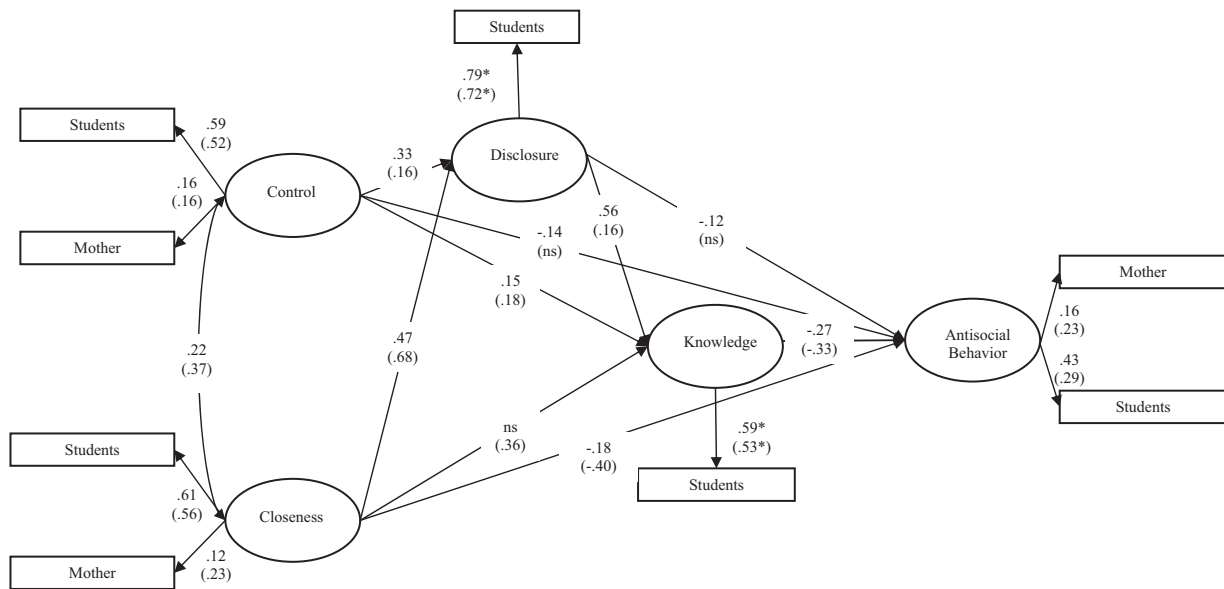 Students
.79*
(.72*)
Students
.59
(.52)
Disclosure
.33
(.16)
Control
.16
(.16)
.56
(.16)
-.12
(ns)
Mother
-.14
(ns)
.15
(.18)
Mother
.16
(.23)
.22
(.37)
.47
(.68)
Knowledge
-.27
(-.33)
Antisocial
Behavior
.43
(.29)
Students
ns
(.36)
.59*
(.53*)
-.18
(-.40)
Students
.61
(.56)
Students
Closeness
.12
(.23)
Mother